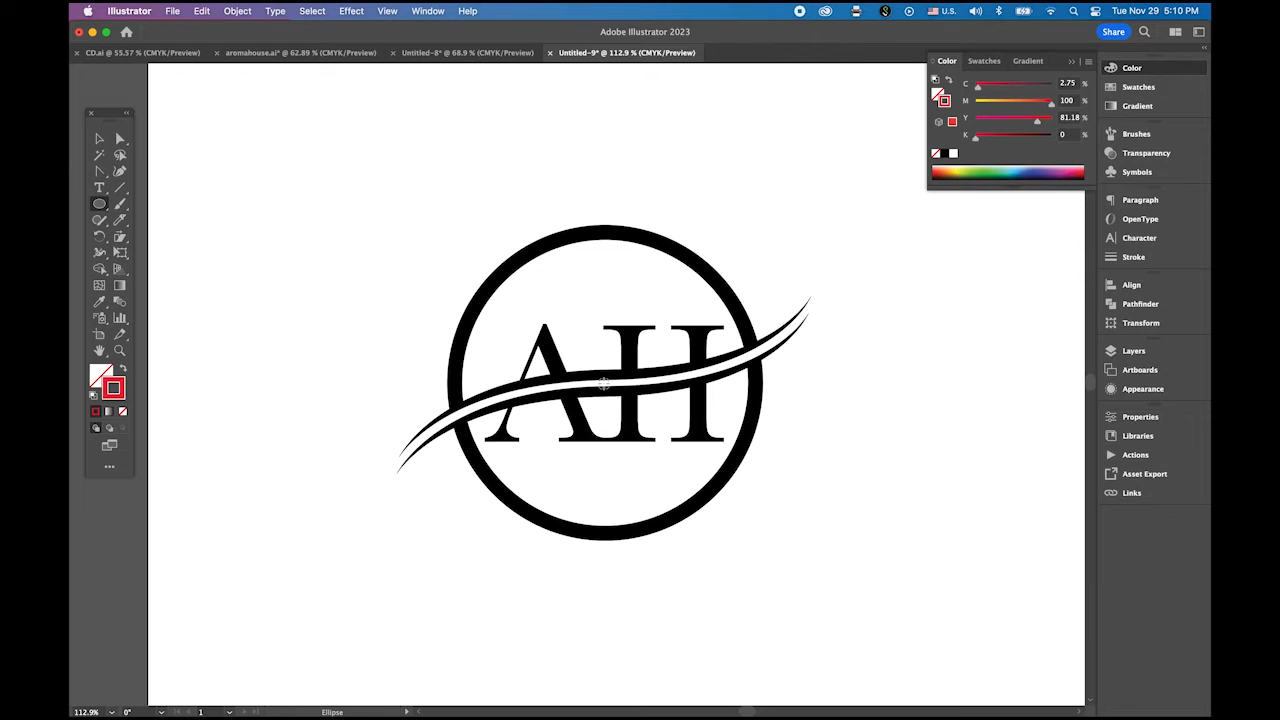 Illustrator File Edit Object Type Select Effect View Window Help U.S. Tue Nov 29 5:10 PM
Adobe Illustrator 2023
Share
CD.ai @ 55.57 % (CMYK/Preview)
aromahouse.ai* @ 62.89 % (CMYK/Preview)
Untitled-8* @ 68.9 % (CMYK/Preview)
Untitled-9* @ 112.9 % (CMYK/Preview)
Color Swatches Gradient
C 2.75 %
M 100 %
Y 81.18 %
K 0 %
Color
Swatches
Gradient
Brushes
Transparency
Symbols
Paragraph
OpenType
Character
Stroke
Align
Pathfinder
Transform
Layers
Artboards
Appearance
Properties
Libraries
Actions
Asset Export
Links
AH
112.9% 0° 1 Ellipse